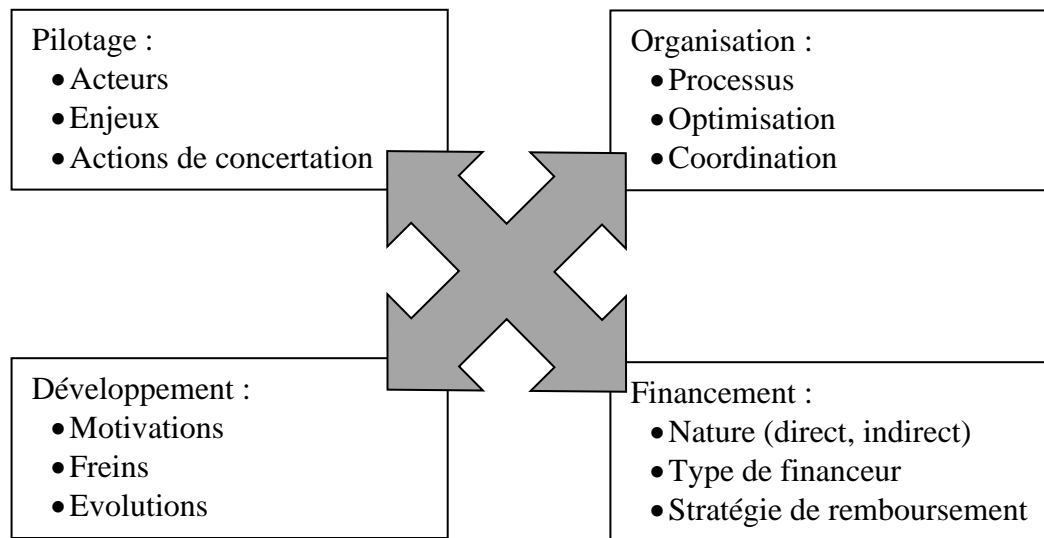 Pilotage :
•Acteurs
•Enjeux
•Actions de concertation
Organisation :
•Processus
•Optimisation
•Coordination
Développement :
•Motivations
•Freins
•Evolutions
Financement :
•Nature (direct, indirect)
•Type de financeur
•Stratégie de remboursement